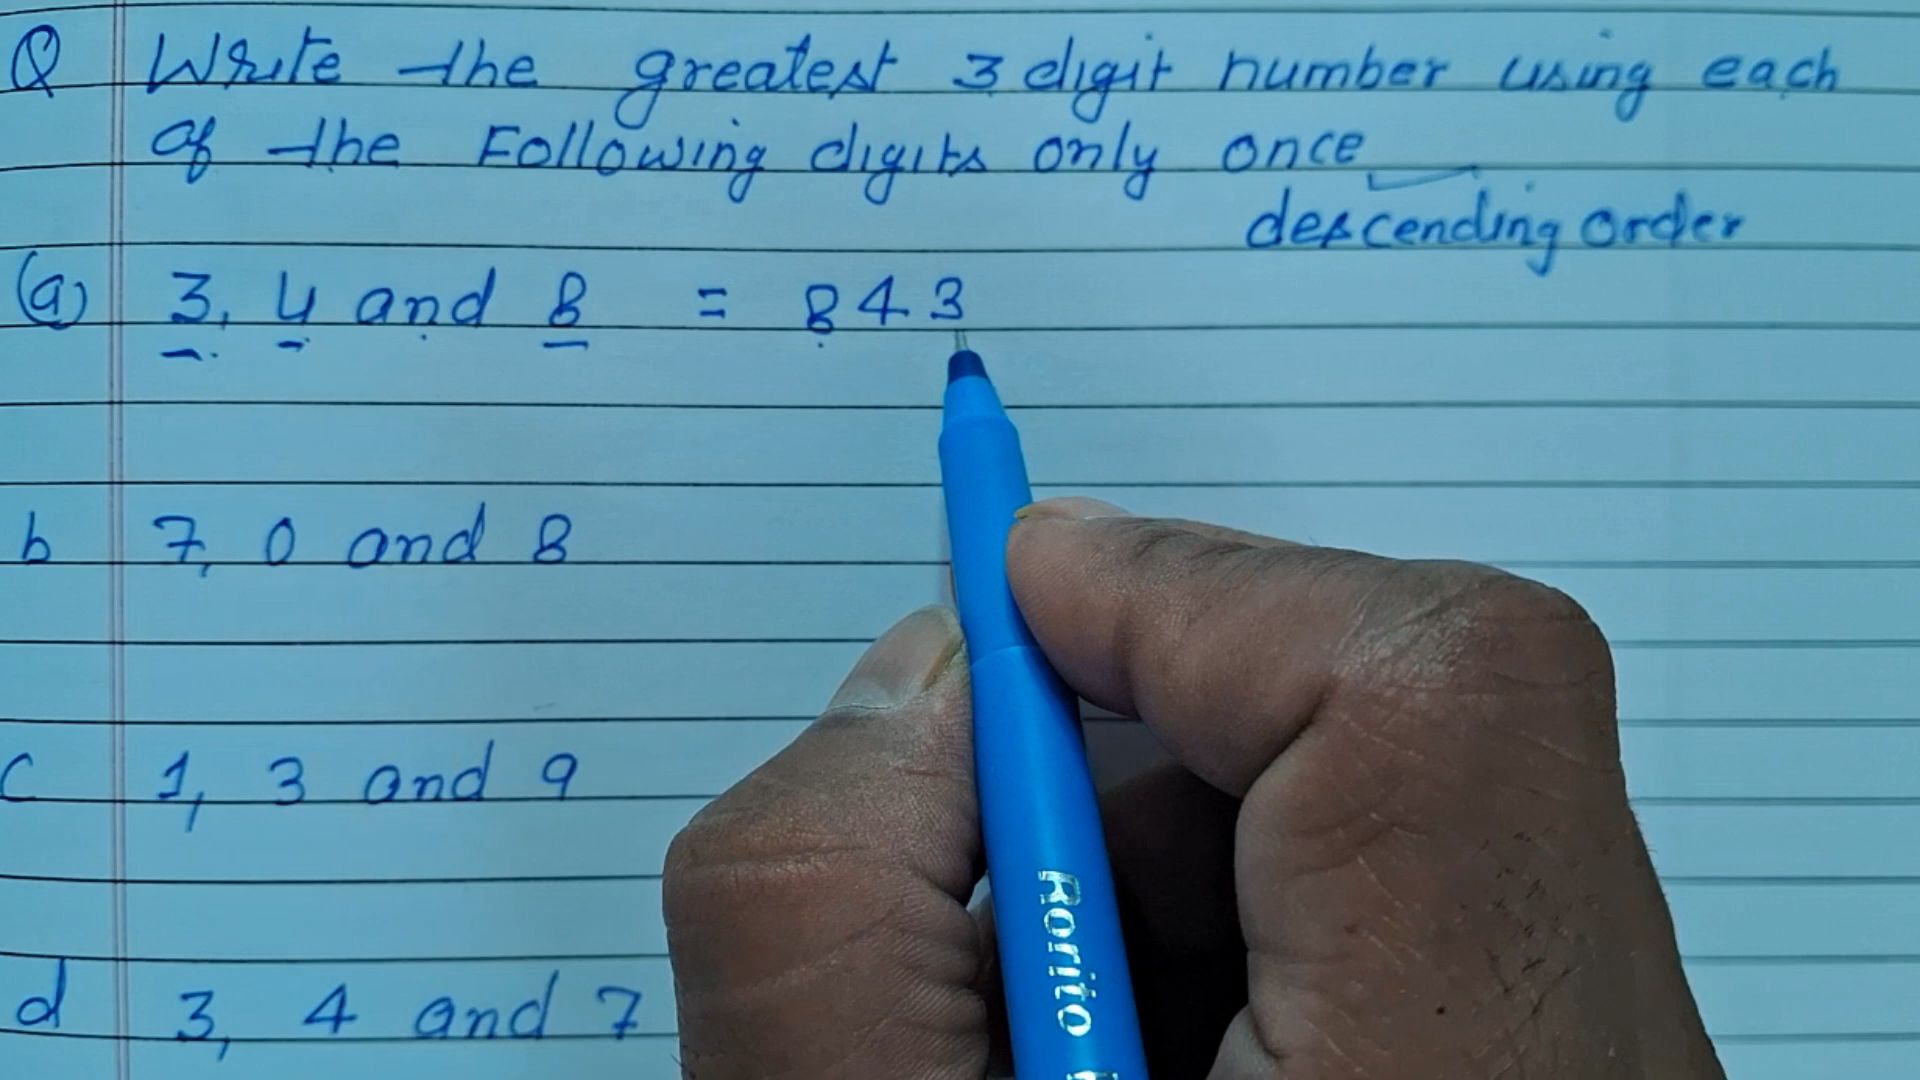 Q Write the greatest 3 digit number using each
of the Following digits only once
descending order
(a) 3, 4 and 8 = 843
b 7, 0 and 8
c 1, 3 and 9
d 3, 4 and 7
Rorito